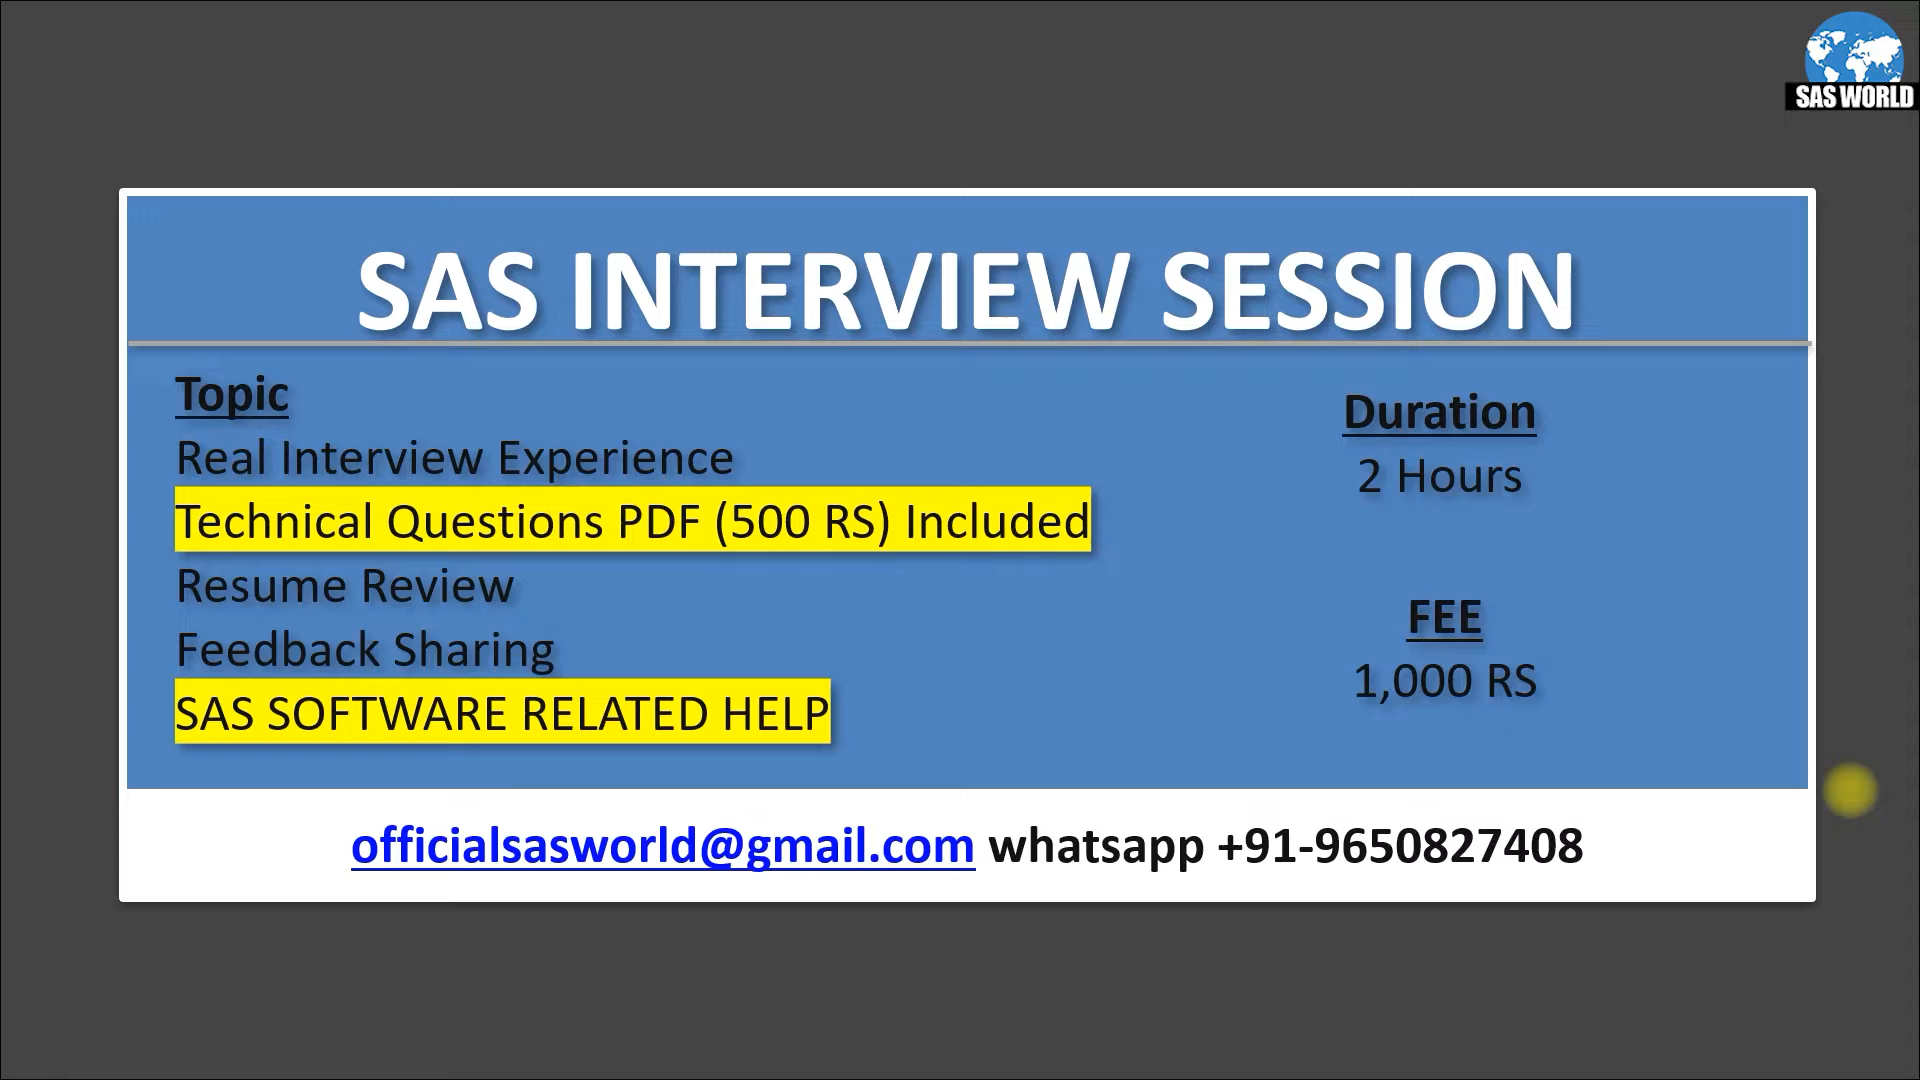 SAS WORLD
SAS INTERVIEW SESSION
Topic
Real Interview Experience
Technical Questions PDF (500 RS) Included
Resume Review
Feedback Sharing
SAS SOFTWARE RELATED HELP
Duration
2 Hours
FEE
1,000 RS
officialsasworld@gmail.com whatsapp +91-9650827408